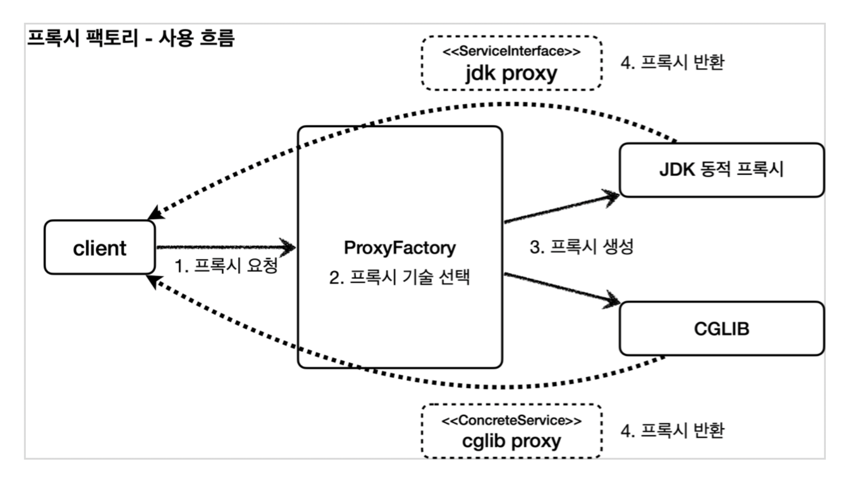 프록시 팩토리 - 사용 흐름
<<ServiceInterface>>
jdk proxy
4. 프록시 반환
JDK 동적 프록시
client
1. 프록시 요청
ProxyFactory
2. 프록시 기술 선택
3. 프록시 생성
CGLIB
<<ConcreteService>>
cglib proxy
4. 프록시 반환